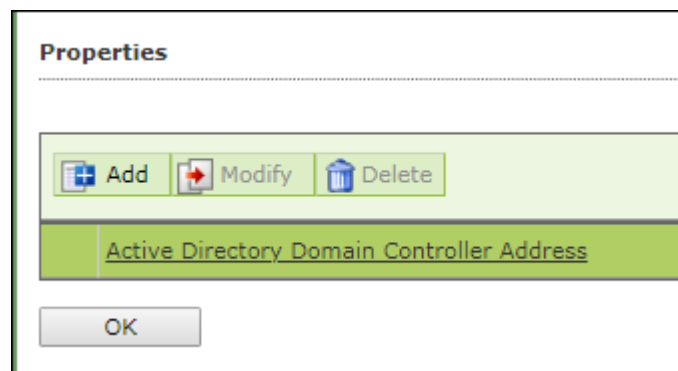 Properties
Add Modify Delete
Active Directory Domain Controller Address
OK